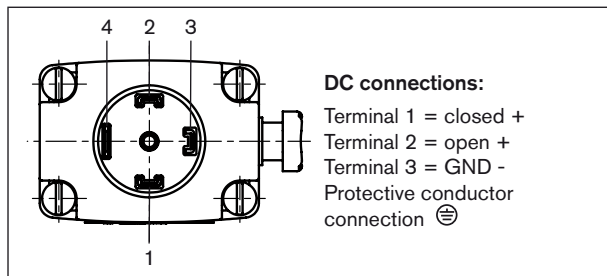 4 2 3
1
DC connections:
Terminal 1 = closed +
Terminal 2 = open +
Terminal 3 = GND -
Protective conductor
connection